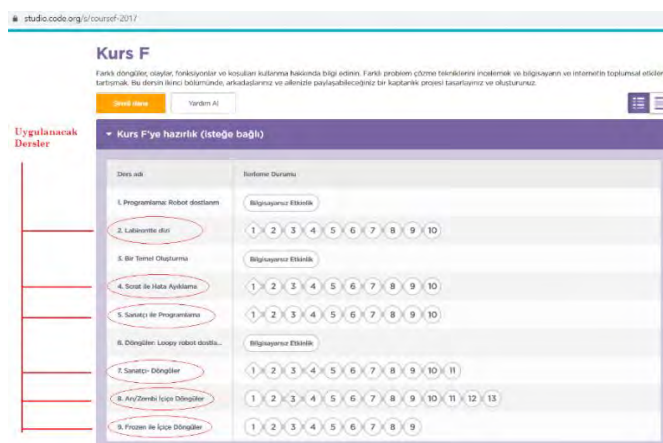 studio.code.org/s/coursef-2017
Kurs F
Farklı döngüler, olaylar, fonksiyonlar ve koşulları kullanma hakkında bilgi edinin. Farklı problem çözme tekniklerini incelemek ve bilgisayarın ve internetin toplumsal etkiler
tartışmak. Bu dersin ikinci bölümünde, arkadaşlarınız ve ailenizle paylaşabileceğiniz bir kaptanlık projesi tasarlayınız ve oluşturunuz.
Şimdi dene
Yardım Al
Uygulanacak
Dersler
Kurs F'ye hazırlık (isteğe bağlı)
Ders adı İlerleme Durumu
1. Programlama: Robot dostlarım Bilgisayarsız Etkinlik
2. Labirentte dizi 1 2 3 4 5 6 7 8 9 10
3. Bir Temel Oluşturma Bilgisayarsız Etkinlik
4. Scrat ile Hata Ayıklama 1 2 3 4 5 6 7 8 9 10
5. Sanatçı ile Programlama 1 2 3 4 5 6 7 8 9 10
6. Döngüler: Loopy robot dostla... Bilgisayarsız Etkinlik
7. Sanatçı- Döngüler 1 2 3 4 5 6 7 8 9 10 11
8. Arı/Zombi İçiçe Döngüler 1 2 3 4 5 6 7 8 9 10 11 12 13
9. Frozen ile İçiçe Döngüler 1 2 3 4 5 6 7 8 9